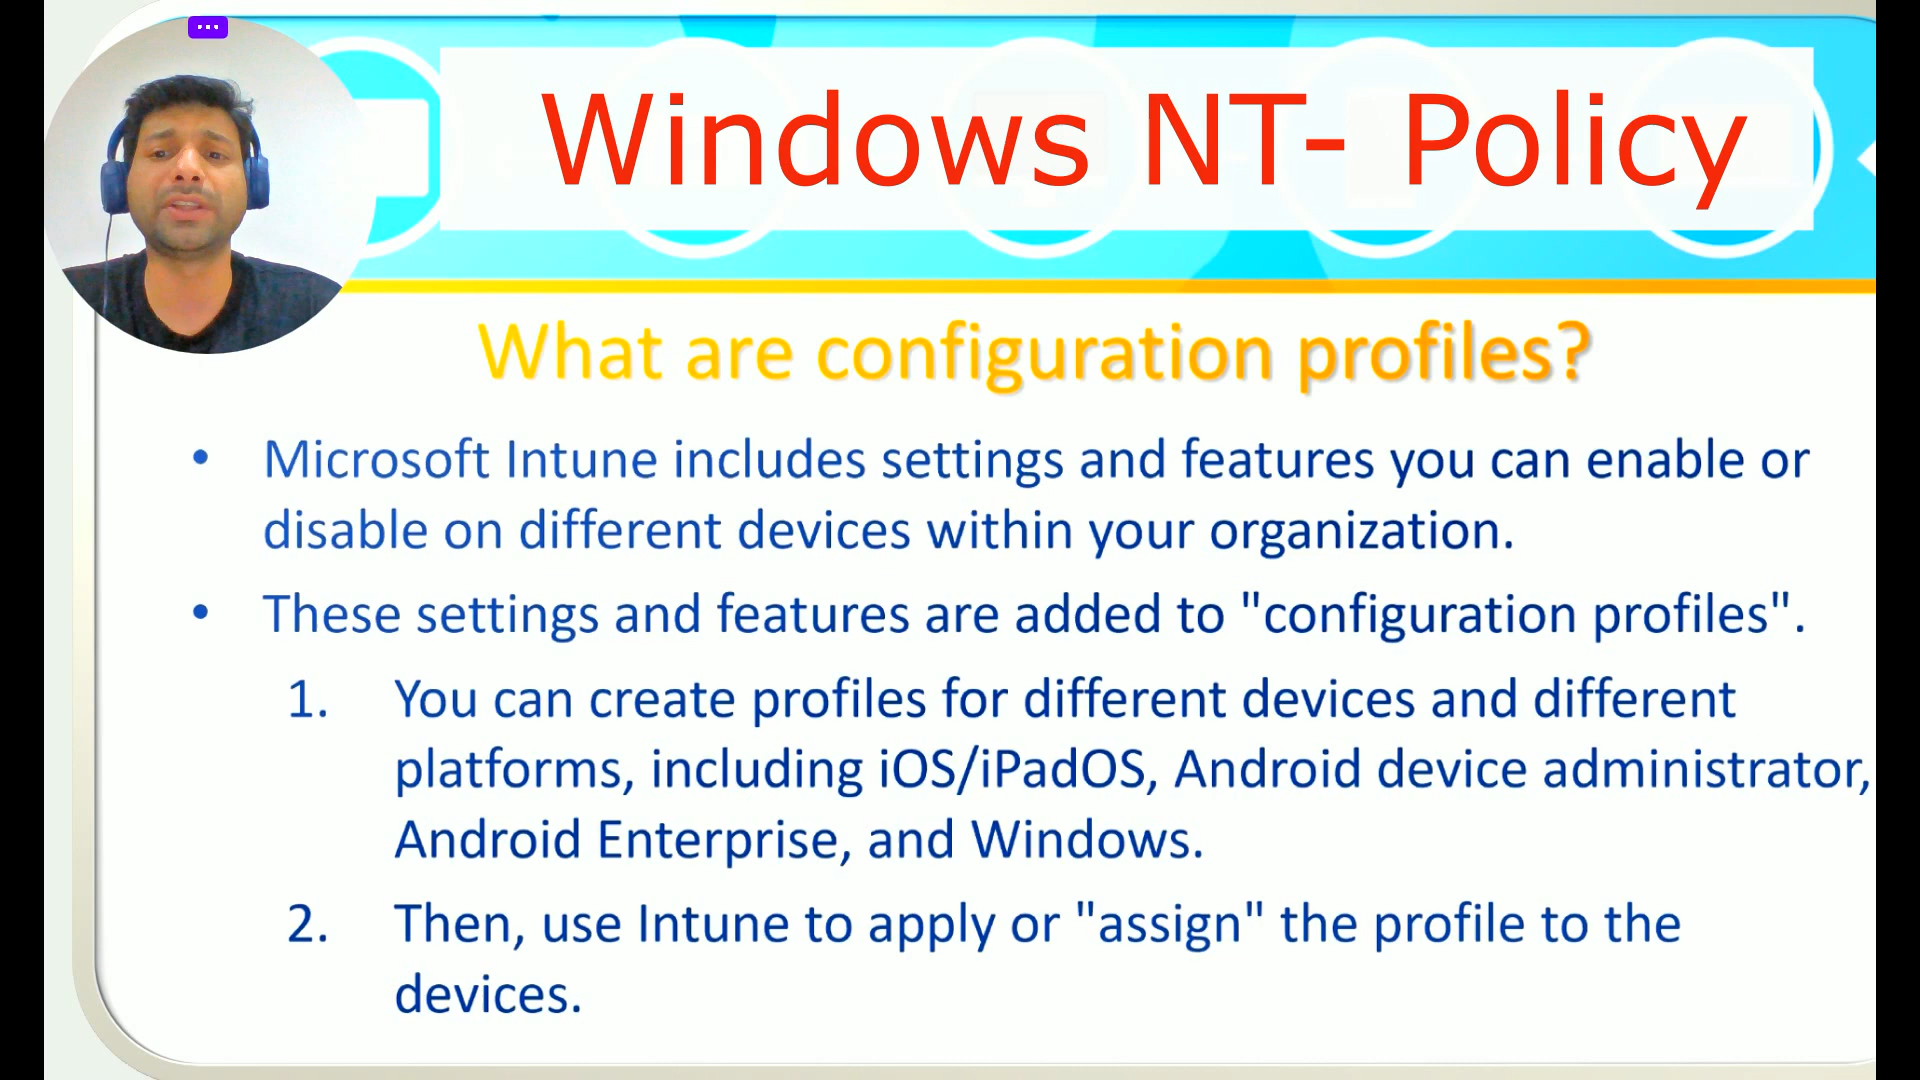 Windows NT- Policy
What are configuration profiles?
• Microsoft Intune includes settings and features you can enable or
disable on different devices within your organization.
• These settings and features are added to "configuration profiles".
1. You can create profiles for different devices and different
platforms, including iOS/iPadOS, Android device administrator,
Android Enterprise, and Windows.
2. Then, use Intune to apply or "assign" the profile to the
devices.